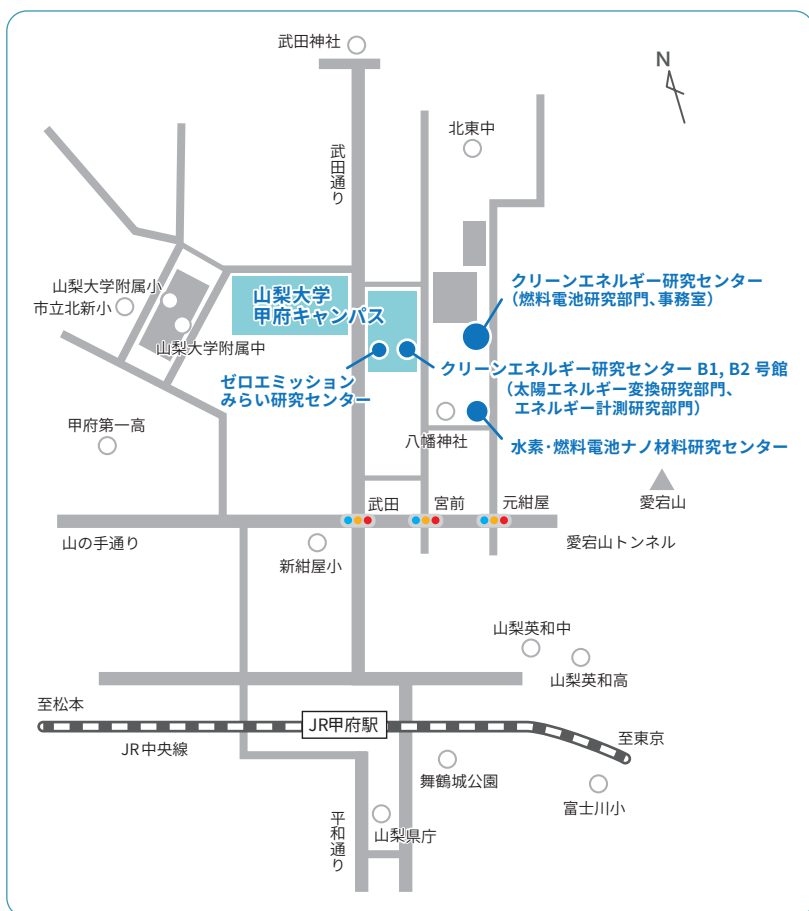 武田神社
N
北東中
武田通り
山梨大学附属小
市立北新小
山梨大学附属中
山梨大学
甲府キャンパス
クリーンエネルギー研究センター
（燃料電池研究部門、事務室）
ゼロエミッション
みらい研究センター
クリーンエネルギー研究センター B1, B2 号館
（太陽エネルギー変換研究部門、
エネルギー計測研究部門）
甲府第一高
八幡神社
水素・燃料電池ナノ材料研究センター
武田
宮前
元紺屋
愛宕山
山の手通り
新紺屋小
愛宕山トンネル
山梨英和中
山梨英和高
至松本
JR甲府駅
至東京
JR中央線
舞鶴城公園
富士川小
平和通り
山梨県庁